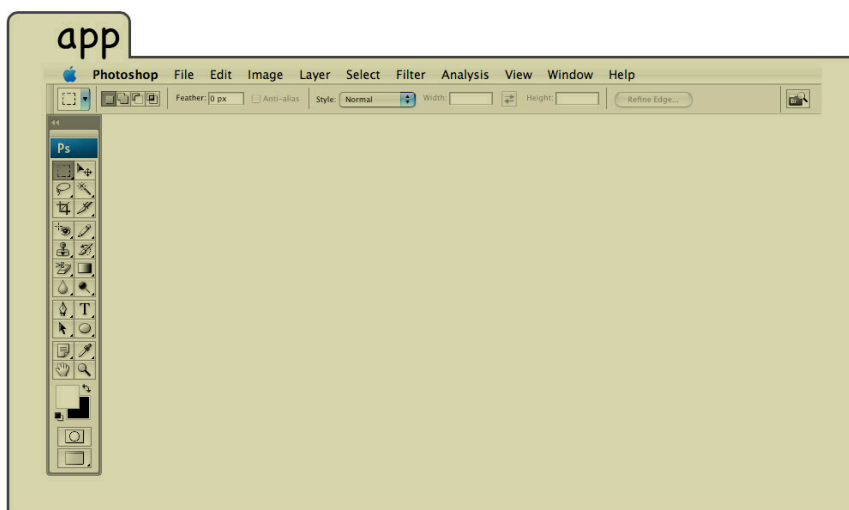 app
Photoshop File Edit Image Layer Select Filter Analysis View Window Help
Feather: 0 px Anti-alias Style: Normal Width: Height: Refine Edge...
Ps
T